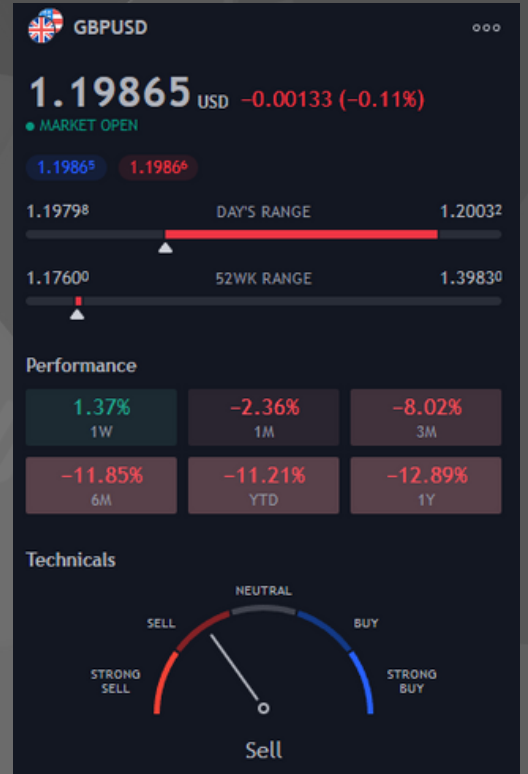 GBPUSD
1.19865 USD −0.00133 (−0.11%)
MARKET OPEN
1.19865 1.19866
1.19798 DAY'S RANGE 1.20032
1.17600 52WK RANGE 1.39830
Performance
1.37% −2.36% −8.02%
1W 1M 3M
−11.85% −11.21% −12.89%
6M YTD 1Y
Technicals
NEUTRAL
SELL BUY
STRONG SELL STRONG BUY
Sell